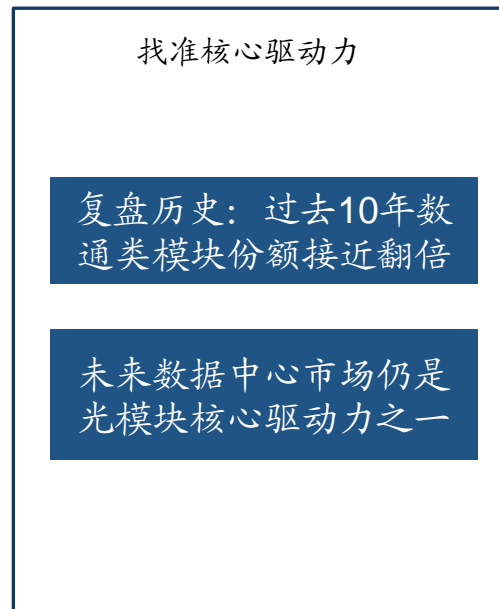 找准核心驱动力
复盘历史：过去10年数
通类模块份额接近翻倍
未来数据中心市场仍是
光模块核心驱动力之一